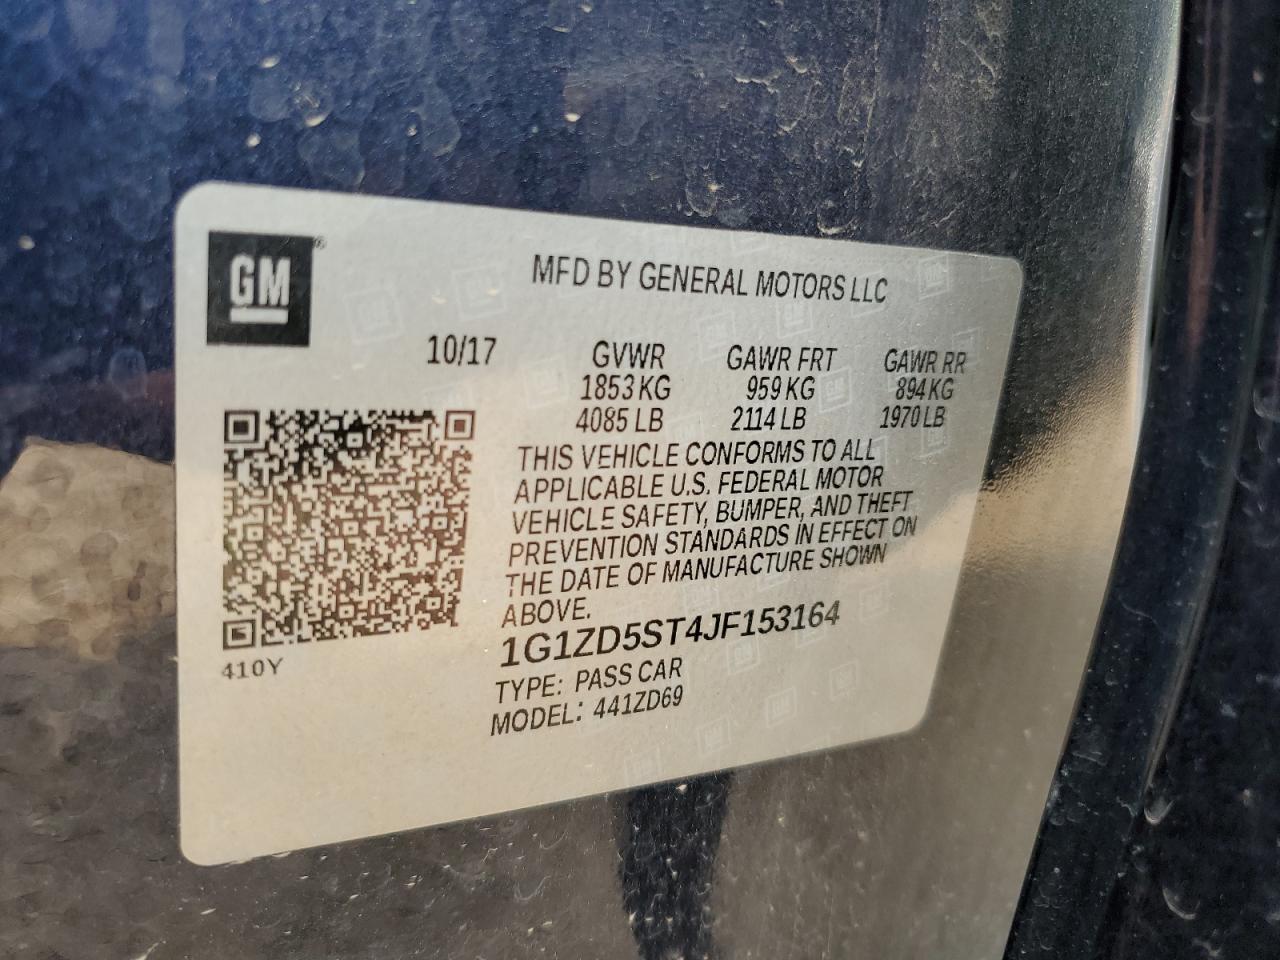 GM
MFD BY GENERAL MOTORS LLC
10/17 GVWR GAWR FRT GAWR RR
1853 KG 959 KG 894 KG
4085 LB 2114 LB 1970 LB
THIS VEHICLE CONFORMS TO ALL
APPLICABLE U.S. FEDERAL MOTOR
VEHICLE SAFETY, BUMPER, AND THEFT
PREVENTION STANDARDS IN EFFECT ON
THE DATE OF MANUFACTURE SHOWN
ABOVE.
1G1ZD5ST4JF153164
410Y
TYPE: PASS CAR
MODEL: 441ZD69